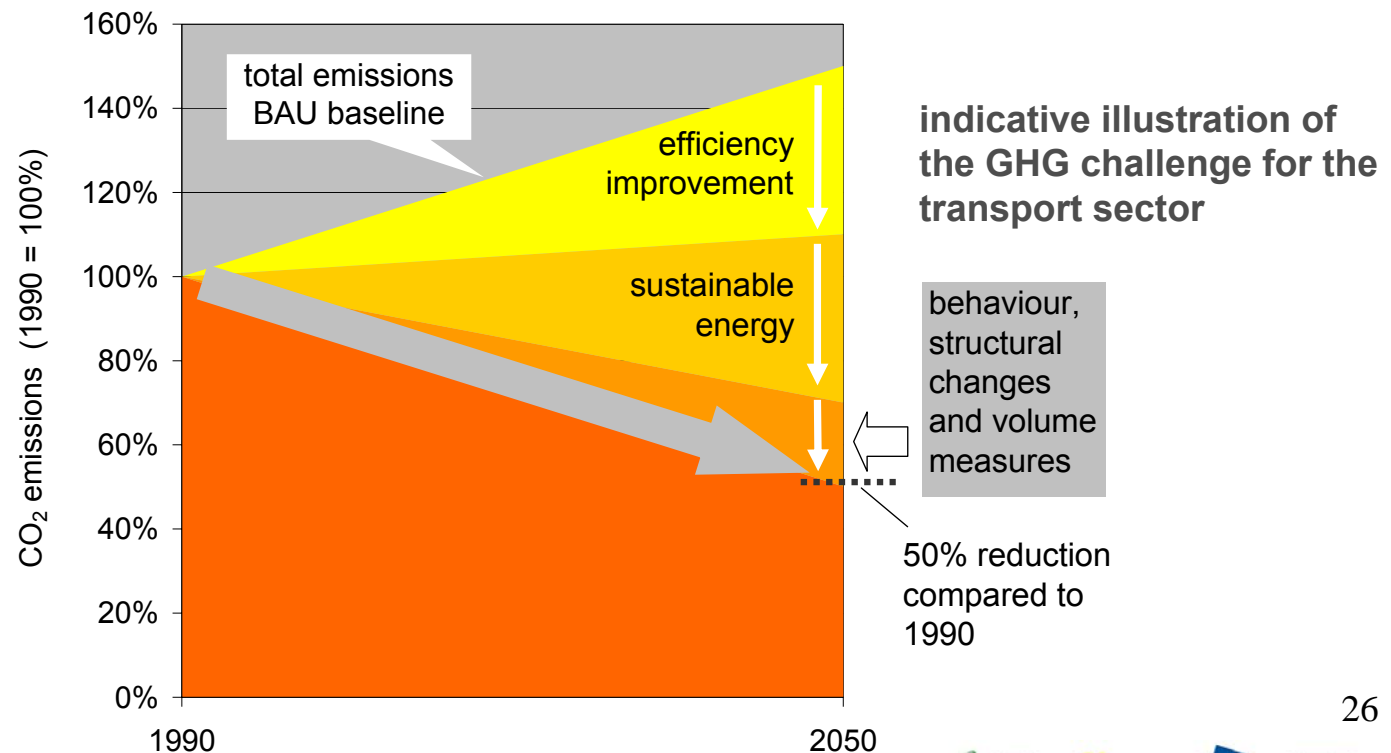 160%
140%
120%
100%
80%
60%
40%
20%
0%
CO₂ emissions (1990 = 100%)
1990
2050
total emissions
BAU baseline
efficiency
improvement
sustainable
energy
indicative illustration of
the GHG challenge for the
transport sector
behaviour,
structural
changes
and volume
measures
50% reduction
compared to
1990
26